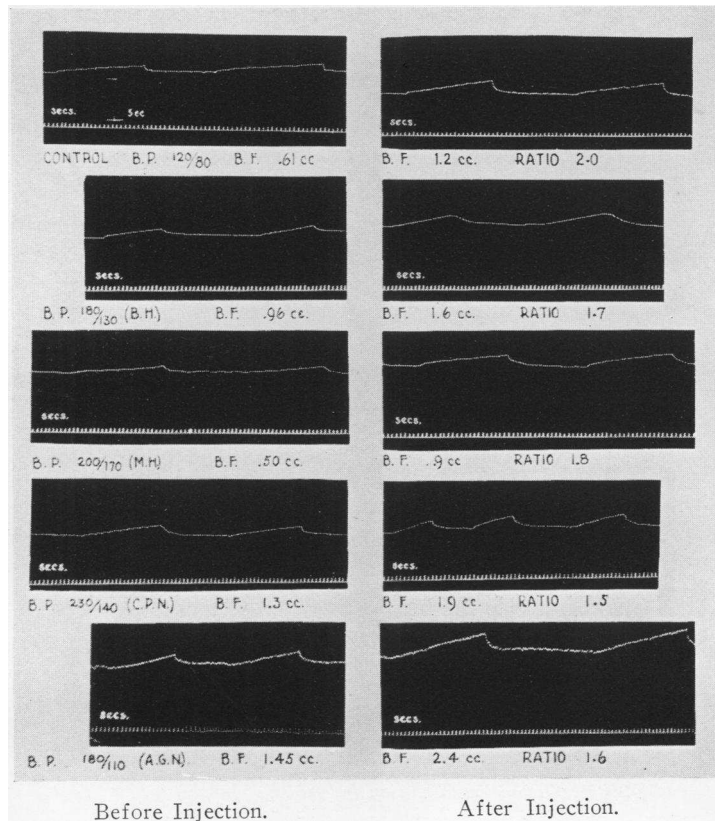 secs.
5ec
CONTROL B.P. 120/80 B.F. .61 cc
secs.
B.F. 1.2 cc. RATIO 2.0
secs.
B.P. 180/130 (B.H.) B.F. .96 cc.
secs.
B.F. 1.6 cc. RATIO 1.7
secs.
B.P. 200/170 (M.H) B.F. .50 cc.
secs.
B.F. .9 cc RATIO 1.8
secs.
B.P. 230/140 (C.P.N.) B.F. 1.3 cc.
secs.
B.F. 1.9 cc. RATIO 1.5
secs.
B.P. 180/110 (A.G.N) B.F. 1.45 cc.
secs.
B.F. 2.4 cc. RATIO 1.6
Before Injection. After Injection.